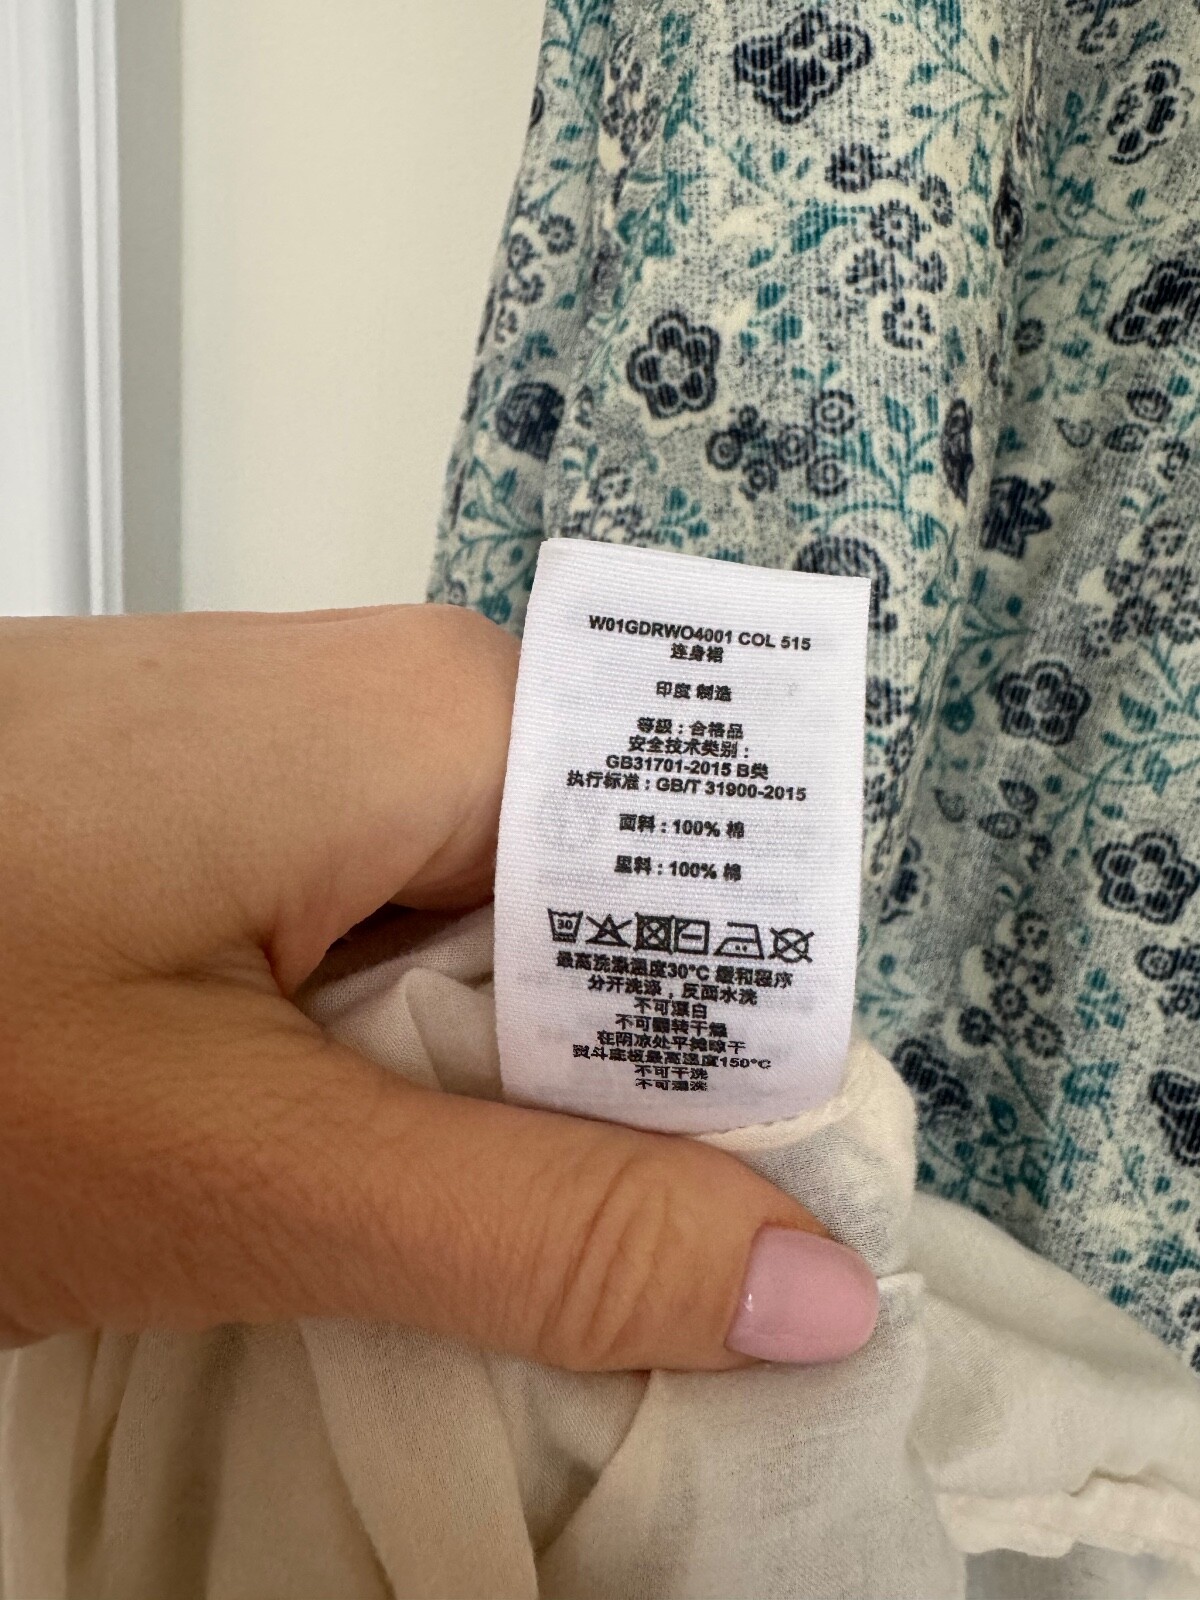 W01GDRWO4001 COL 515
连身裙
印度 制造
等級：合格品
安全技术类别：
GB31701-2015 B类
执行标准：GB/T 31900-2015
面料：100% 棉
里料：100% 棉
30
最高洗涤温度30°C 缓和程序
分开洗涤，反面水洗
不可漂白
不可翻转干燥
在阴凉处平摊晾干
熨斗底板最高温度150°C
不可干洗
不可湿洗